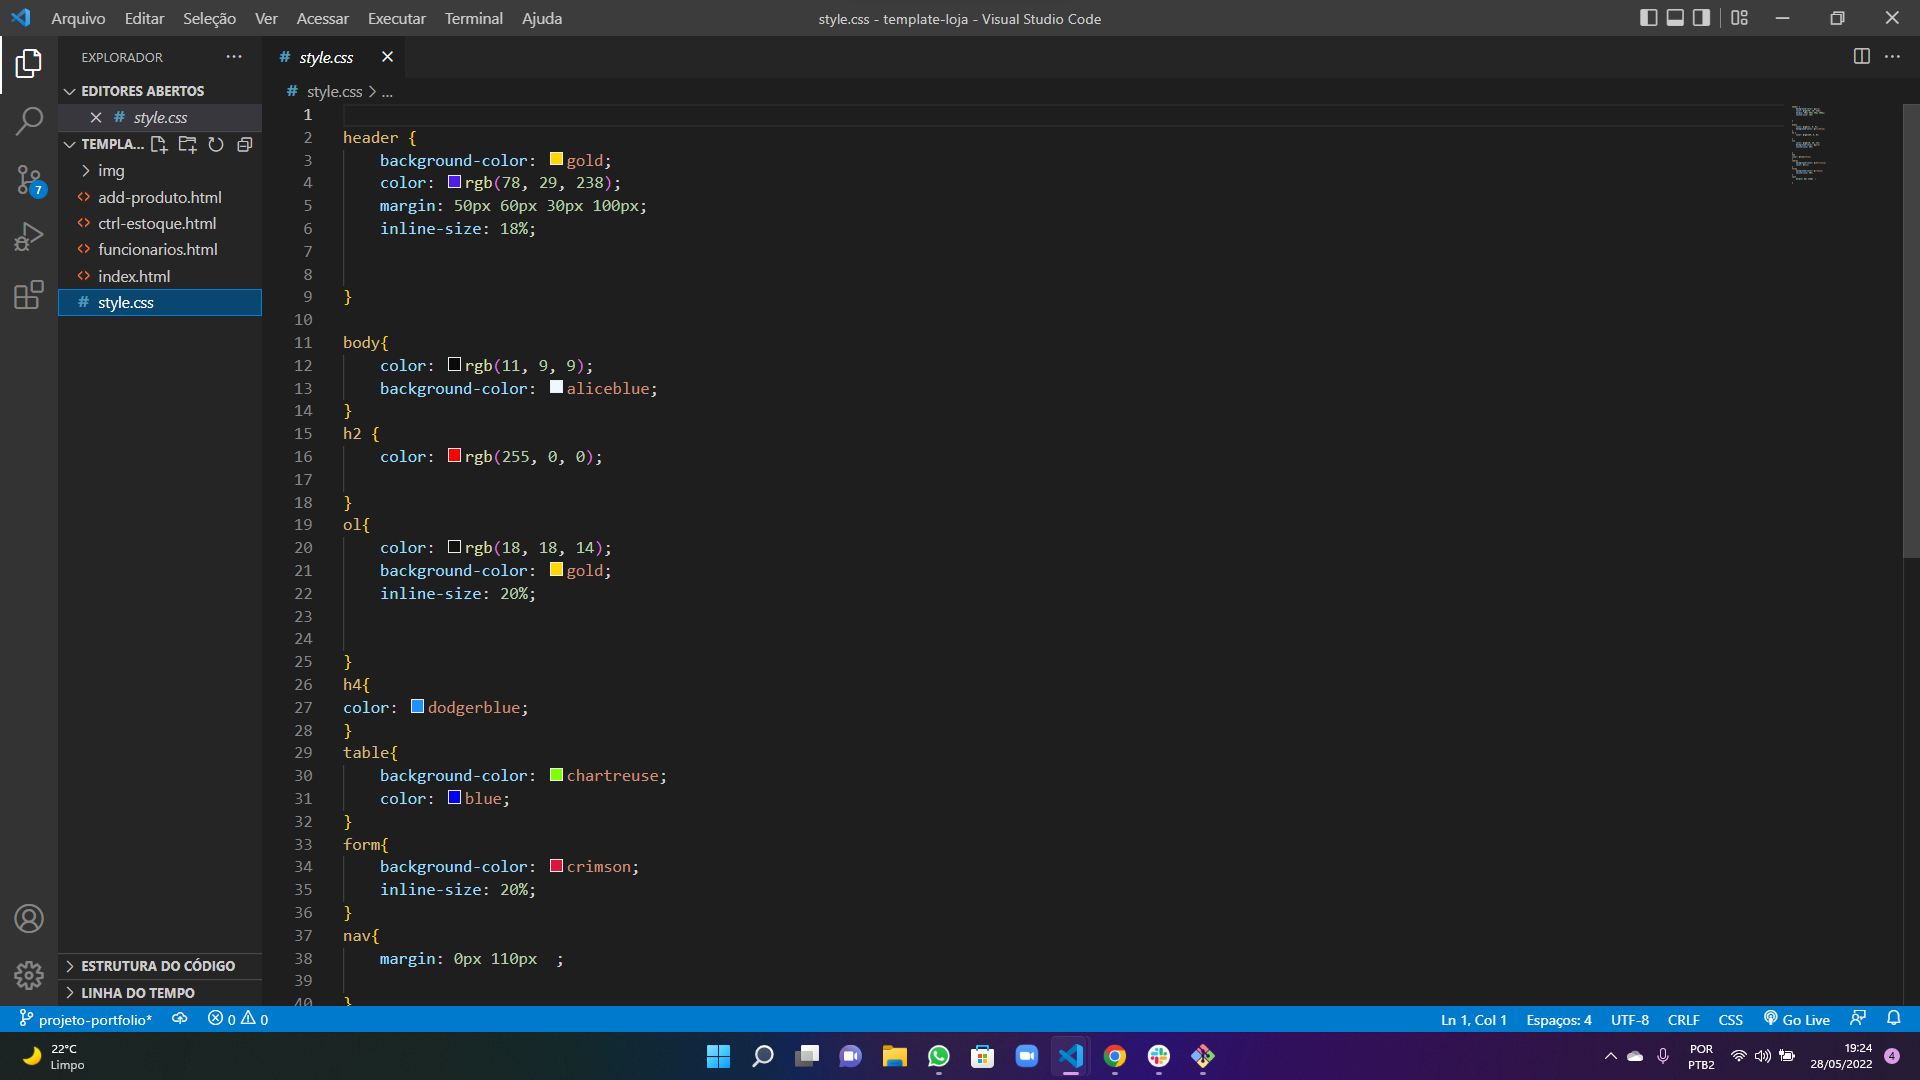 Arquivo Editar Seleção Ver Acessar Executar Terminal Ajuda
style.css - template-loja - Visual Studio Code
EXPLORADOR
EDITORES ABERTOS
# style.css
TEMPLA...
img
add-produto.html
ctrl-estoque.html
funcionarios.html
index.html
# style.css
ESTRUTURA DO CÓDIGO
LINHA DO TEMPO
# style.css
# style.css > ...
1
2 header {
3 background-color: gold;
4 color: rgb(78, 29, 238);
5 margin: 50px 60px 30px 100px;
6 inline-size: 18%;
7
8
9 }
10
11 body{
12 color: rgb(11, 9, 9);
13 background-color: aliceblue;
14 }
15 h2 {
16 color: rgb(255, 0, 0);
17
18 }
19 ol{
20 color: rgb(18, 18, 14);
21 background-color: gold;
22 inline-size: 20%;
23
24
25 }
26 h4{
27 color: dodgerblue;
28 }
29 table{
30 background-color: chartreuse;
31 color: blue;
32 }
33 form{
34 background-color: crimson;
35 inline-size: 20%;
36 }
37 nav{
38 margin: 0px 110px  ;
39
40 }
7
projeto-portfolio* 0 0
Ln 1, Col 1 Espaços: 4 UTF-8 CRLF CSS Go Live
22°C
Limpo
POR
PTB2
19:24
28/05/2022
4